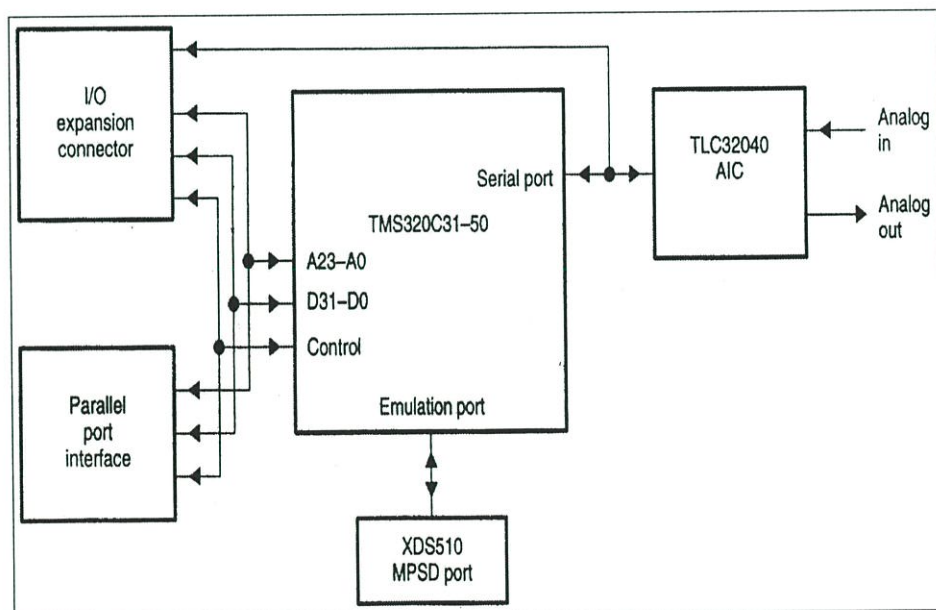 I/O
expansion
connector
Serial port
TMS320C31–50
A23–A0
D31–D0
Control
Emulation port
TLC32040
AIC
Analog
in
Analog
out
Parallel
port
interface
XDS510
MPSD port